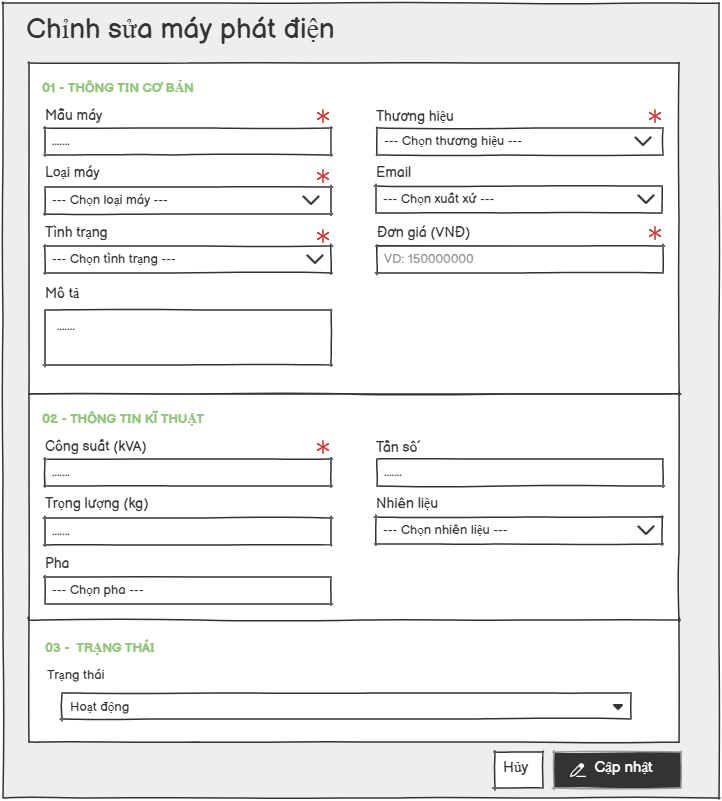 Chỉnh sửa máy phát điện
01 - THÔNG TIN CƠ BẢN
Mẫu máy *
.......
Thương hiệu *
--- Chọn thương hiệu ---
Loại máy *
--- Chọn loại máy ---
Email
--- Chọn xuất xứ ---
Tình trạng *
--- Chọn tình trạng ---
Đơn giá (VNĐ) *
VD: 150000000
Mô tả
.......
02 - THÔNG TIN KĨ THUẬT
Công suất (kVA) *
.......
Tần số
.......
Trọng lượng (kg)
.......
Nhiên liệu
--- Chọn nhiên liệu ---
Pha
--- Chọn pha ---
03 - TRẠNG THÁI
Trạng thái
Hoạt động
Hủy
Cập nhật